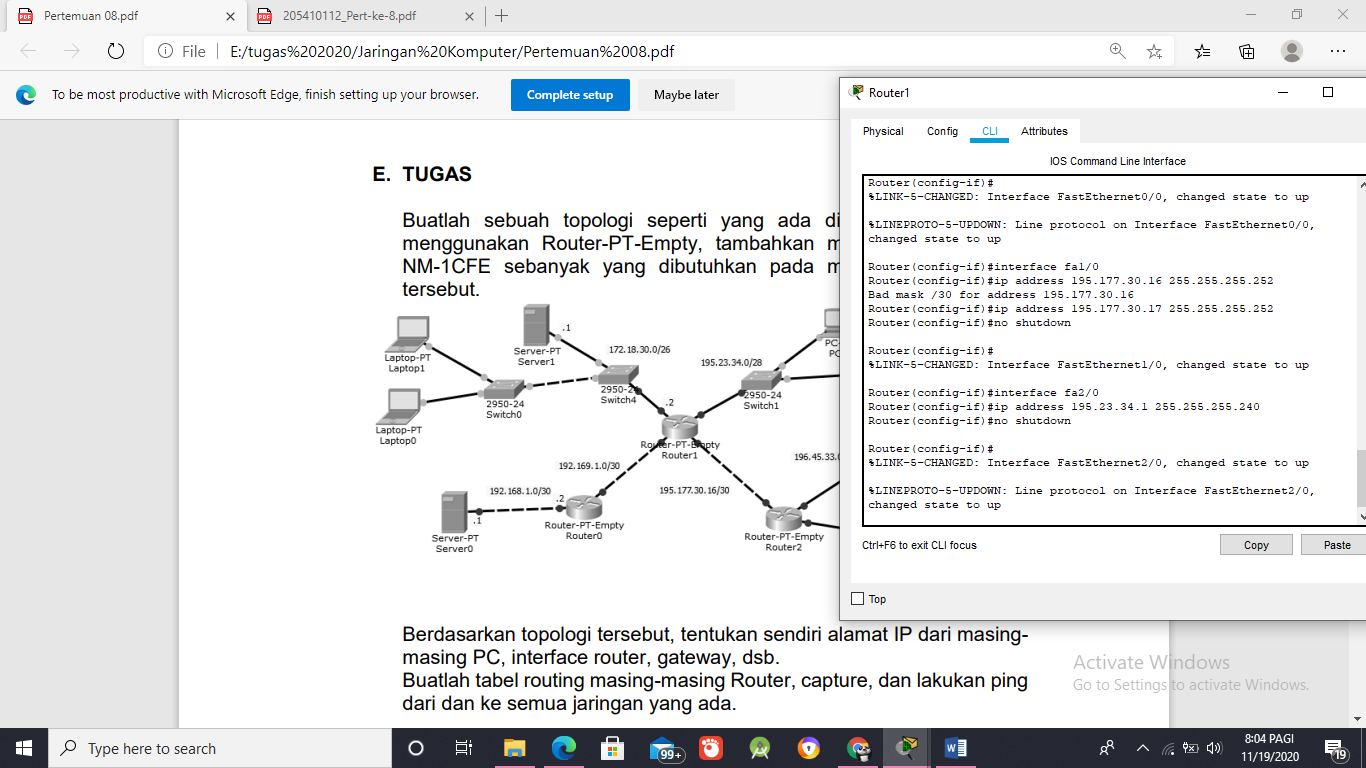 Pertemuan 08.pdf
205410112_Pert-ke-8.pdf
File
E:/tugas%202020/Jaringan%20Komputer/Pertemuan%2008.pdf
To be most productive with Microsoft Edge, finish setting up your browser.
Complete setup
Maybe later
E. TUGAS
Buatlah sebuah topologi seperti yang ada di
menggunakan Router-PT-Empty, tambahkan m
NM-1CFE sebanyak yang dibutuhkan pada m
tersebut.
Laptop-PT
Laptop1
Server-PT
Server1
.1
172.18.30.0/26
195.23.34.0/28
PC-
PC
2950-24
Switch0
2950-24
Switch4
2950-24
Switch1
.2
Laptop-PT
Laptop0
Router-PT-Empty
Router1
192.169.1.0/30
196.45.33.0
192.168.1.0/30
.2
195.177.30.16/30
.1
Server-PT
Server0
Router-PT-Empty
Router0
Router-PT-Empty
Router2
Berdasarkan topologi tersebut, tentukan sendiri alamat IP dari masing-
masing PC, interface router, gateway, dsb.
Buatlah tabel routing masing-masing Router, capture, dan lakukan ping
dari dan ke semua jaringan yang ada.
Router1
Physical
Config
CLI
Attributes
IOS Command Line Interface
Router(config-if)#
%LINK-5-CHANGED: Interface FastEthernet0/0, changed state to up
%LINEPROTO-5-UPDOWN: Line protocol on Interface FastEthernet0/0,
changed state to up
Router(config-if)#interface fa1/0
Router(config-if)#ip address 195.177.30.16 255.255.255.252
Bad mask /30 for address 195.177.30.16
Router(config-if)#ip address 195.177.30.17 255.255.255.252
Router(config-if)#no shutdown
Router(config-if)#
%LINK-5-CHANGED: Interface FastEthernet1/0, changed state to up
Router(config-if)#interface fa2/0
Router(config-if)#ip address 195.23.34.1 255.255.255.240
Router(config-if)#no shutdown
Router(config-if)#
%LINK-5-CHANGED: Interface FastEthernet2/0, changed state to up
%LINEPROTO-5-UPDOWN: Line protocol on Interface FastEthernet2/0,
changed state to up
Ctrl+F6 to exit CLI focus
Copy
Paste
Top
Activate Windows
Go to Settings to activate Windows.
Type here to search
99+
8:04 PAGI
11/19/2020
19